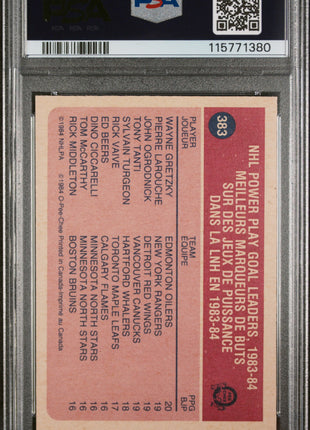 PSA
115771380
383
NHL POWER PLAY GOAL LEADERS, 1983-84
MEILLEURS MARQUEURS DE BUTS
SUR DES JEUX DE PUISSANCE
DANS LA LNH EN 1983-84
PLAYER TEAM PPG
JOUEUR ÉQUIPE BJP
WAYNE GRETZKY EDMONTON OILERS 20
PIERRE LAROUCHE NEW YORK RANGERS 19
JOHN OGRODNICK DETROIT RED WINGS 19
TONY TANTI VANCOUVER CANUCKS 19
SYLVAIN TURGEON HARTFORD WHALERS 18
RICK VAIVE TORONTO MAPLE LEAFS 17
ED BEERS CALGARY FLAMES 16
DINO CICCARELLI MINNESOTA NORTH STARS 16
TOM McCARTHY MINNESOTA NORTH STARS 16
RICK MIDDLETON BOSTON BRUINS 16
©1984 NHLPA ©1984 O-Pee-Chee Printed in Canada-Imprimé au Canada